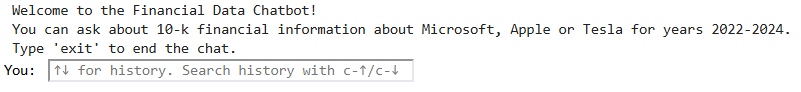 Welcome to the Financial Data Chatbot!
You can ask about 10-k financial information about Microsoft, Apple or Tesla for years 2022-2024.
Type 'exit' to end the chat.
You: ↑↓ for history. Search history with c-↑/c-↓